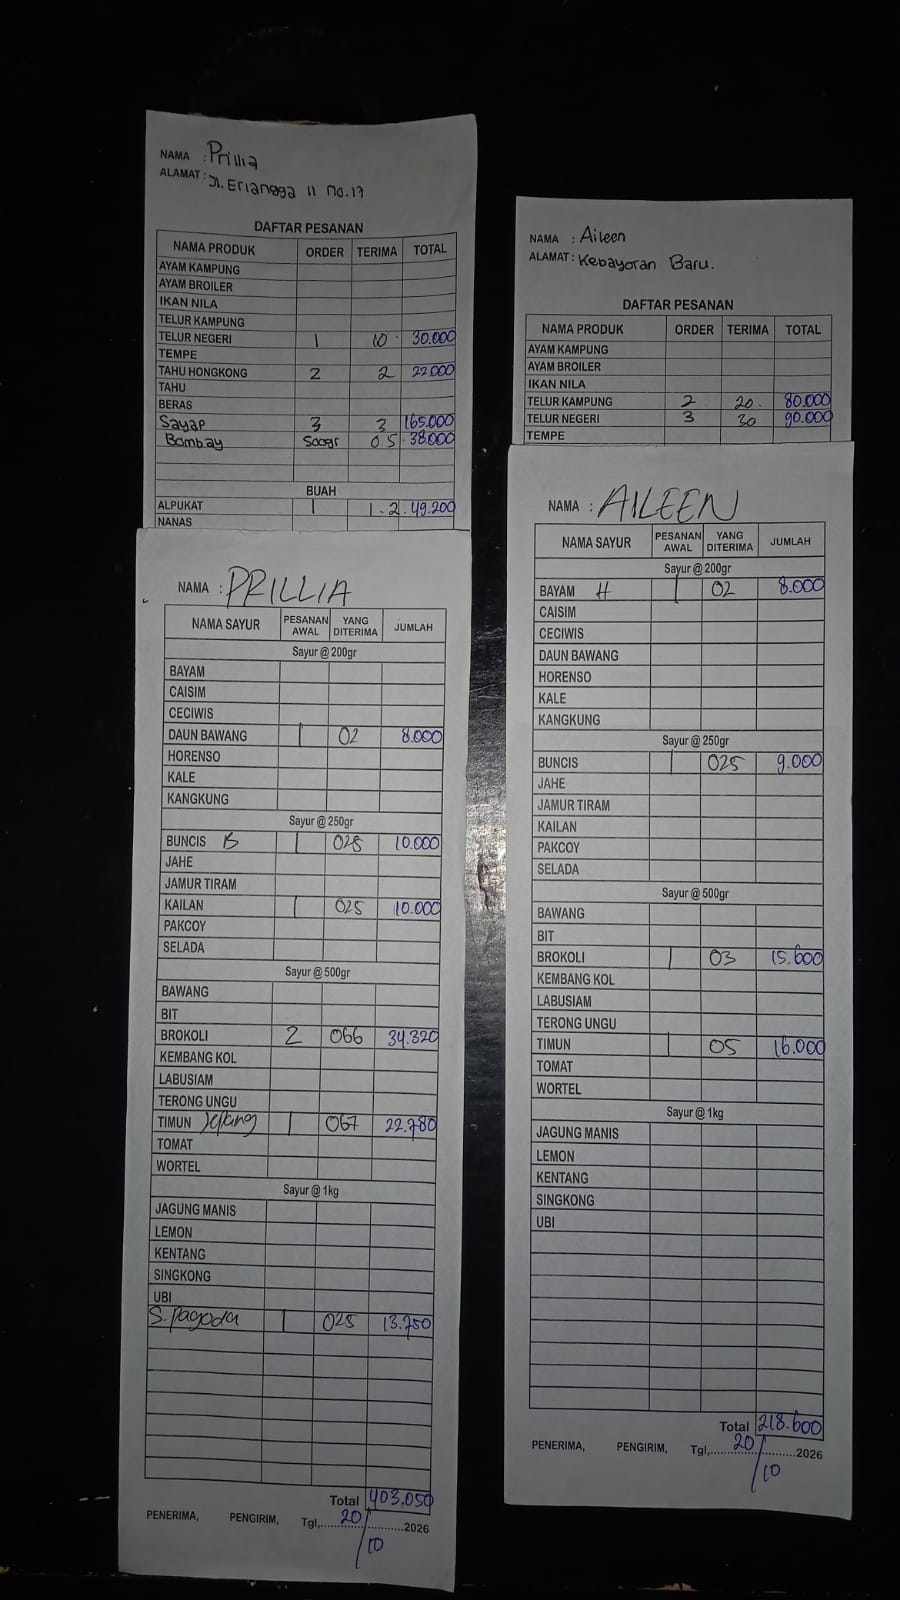 NAMA : Prillia
ALAMAT : Jl. Erlangga II no.17
DAFTAR PESANAN
NAMA PRODUK ORDER TERIMA TOTAL
AYAM KAMPUNG
AYAM BROILER
IKAN NILA
TELUR KAMPUNG
TELUR NEGERI 1 10 30.000
TEMPE
TAHU HONGKONG 2 2 22.000
TAHU
BERAS
Sayap 3 3 165.000
Bombay 500gr 0.5 38.000
BUAH
ALPUKAT 1 1.2 49.200
NANAS
NAMA : PRILLIA
NAMA SAYUR PESANAN AWAL YANG DITERIMA JUMLAH
Sayur @ 200gr
BAYAM
CAISIM
CECIWIS
DAUN BAWANG 1 02 8.000
HORENSO
KALE
KANGKUNG
Sayur @ 250gr
BUNCIS B 1 025 10.000
JAHE
JAMUR TIRAM
KAILAN 1 025 10.000
PAKCOY
SELADA
Sayur @ 500gr
BAWANG
BIT
BROKOLI 2 066 34.320
KEMBANG KOL
LABUSIAM
TERONG UNGU
TIMUN Jepang 1 067 22.780
TOMAT
WORTEL
Sayur @ 1kg
JAGUNG MANIS
LEMON
KENTANG
SINGKONG
UBI
S. Pagoda 1 025 13.750
Total 403.050
PENERIMA, PENGIRIM, Tgl,......20/10......2026
NAMA : Aileen
ALAMAT : Kebayoran Baru.
DAFTAR PESANAN
NAMA PRODUK ORDER TERIMA TOTAL
AYAM KAMPUNG
AYAM BROILER
IKAN NILA
TELUR KAMPUNG 2 20 80.000
TELUR NEGERI 3 30 90.000
TEMPE
NAMA : AILEEN
NAMA SAYUR PESANAN AWAL YANG DITERIMA JUMLAH
Sayur @ 200gr
BAYAM H 1 02 8.000
CAISIM
CECIWIS
DAUN BAWANG
HORENSO
KALE
KANGKUNG
Sayur @ 250gr
BUNCIS 1 025 9.000
JAHE
JAMUR TIRAM
KAILAN
PAKCOY
SELADA
Sayur @ 500gr
BAWANG
BIT
BROKOLI 1 03 15.600
KEMBANG KOL
LABUSIAM
TERONG UNGU
TIMUN 1 05 16.000
TOMAT
WORTEL
Sayur @ 1kg
JAGUNG MANIS
LEMON
KENTANG
SINGKONG
UBI
Total 218.600
PENERIMA, PENGIRIM, Tgl,......20/10......2026